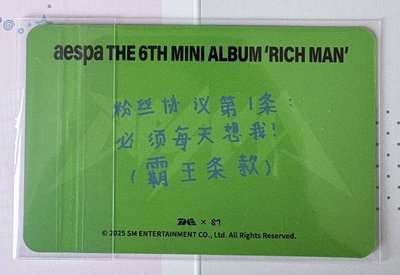 aespa THE 6TH MINI ALBUM 'RICH MAN'
粉丝协议第1条:
必须每天想我!
(霸王条款)
© 2025 SM ENTERTAINMENT CO., Ltd. All Rights Reserved.